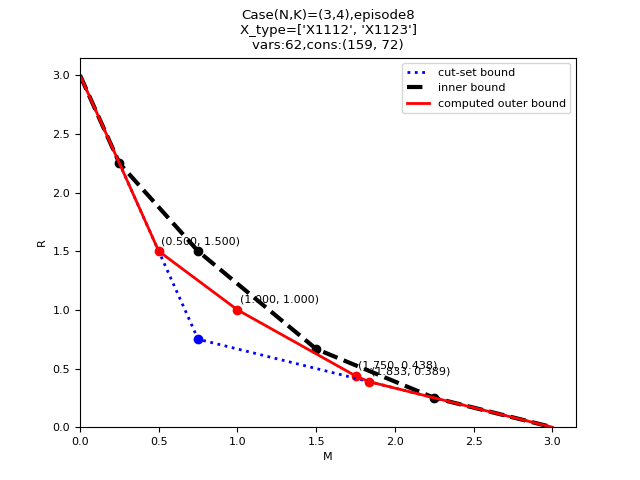 Case(N,K)=(3,4),episode8
X_type=['X1112', 'X1123']
vars:62,cons:(159, 72)
cut-set bound
inner bound
computed outer bound
3.0
2.5
2.0
1.5
1.0
0.5
0.0
R
(0.500, 1.500)
(1.000, 1.000)
(1.750, 0.438)
(1.833, 0.389)
0.0 0.5 1.0 1.5 2.0 2.5 3.0
M